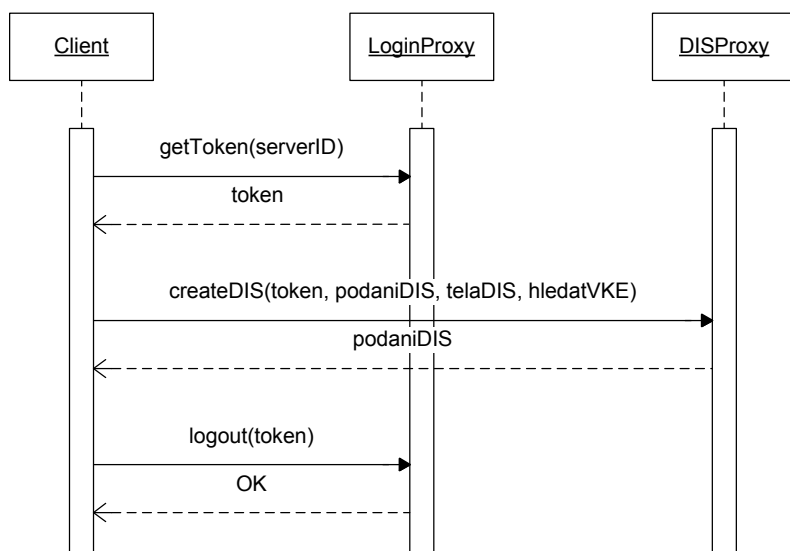 Client
LoginProxy
DISProxy
getToken(serverID)
token
createDIS(token, podaniDIS, telaDIS, hledatVKE)
podaniDIS
logout(token)
OK